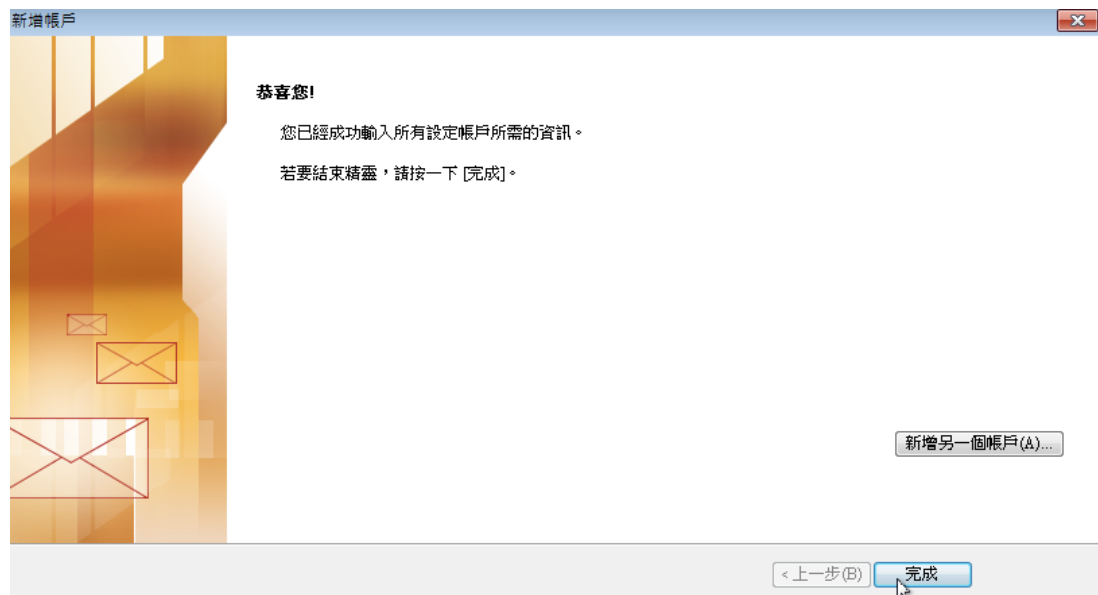 新增帳戶
恭喜您!
您已經成功輸入所有設定帳戶所需的資訊。
若要結束精靈，請按一下 [完成]。
新增另一個帳戶(A)...
<上一步(B)
完成